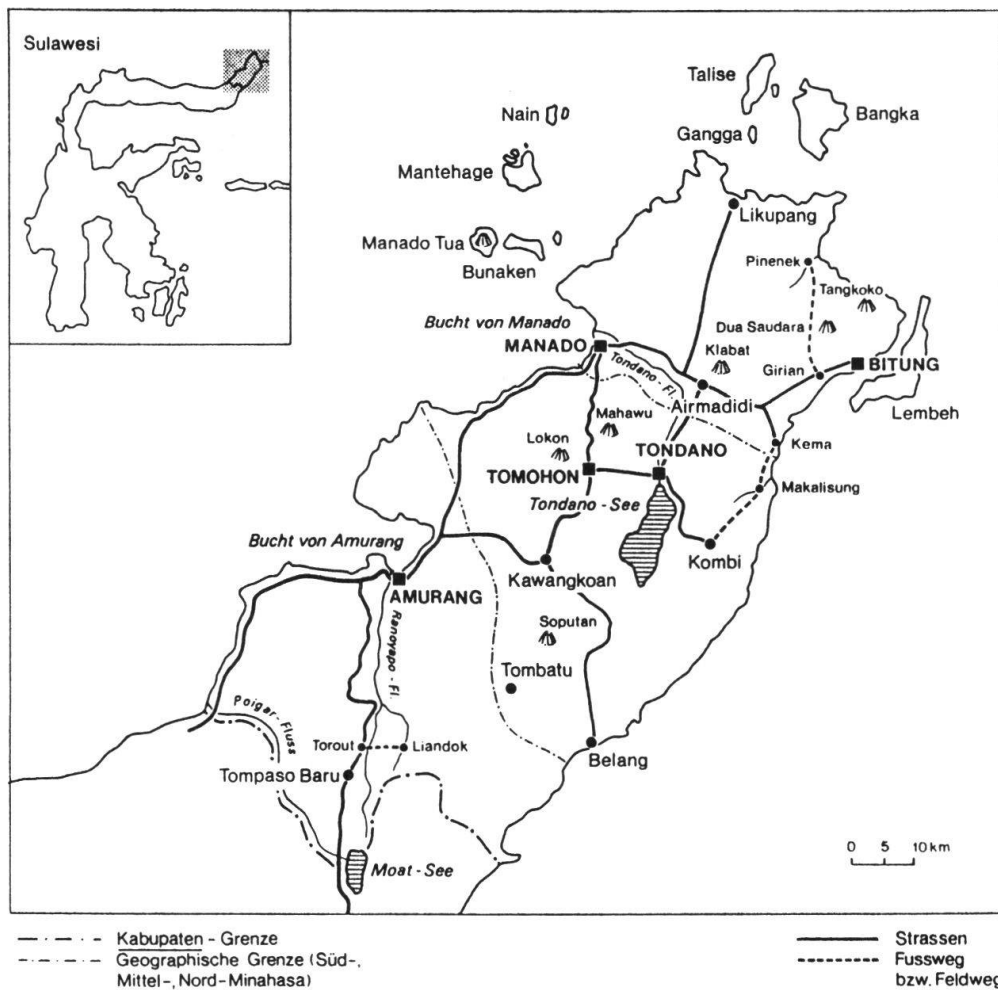 Sulawesi
Talise
Nain
Bangka
Gangga
Mantehage
Likupang
Manado Tua
Bunaken
Pinenek
Tangkoko
Bucht von Manado
Dua Saudara
MANADO
Klabat
BITUNG
Tondano-Fl.
Girian
Airmadidi
Lembeh
Mahawu
Lokon
TONDANO
Kema
TOMOHON
Makalisung
Tondano-See
Bucht von Amurang
Kombi
Kawangkoan
AMURANG
Soputan
Ranoyapo-Fl.
Tombatu
Poigar-Fluss
Torout
Liandok
Belang
Tompaso Baru
0 5 10 km
Moat-See
Kabupaten - Grenze
Geographische Grenze (Süd-,
Mittel-, Nord-Minahasa)
Strassen
Fussweg
bzw. Feldweg